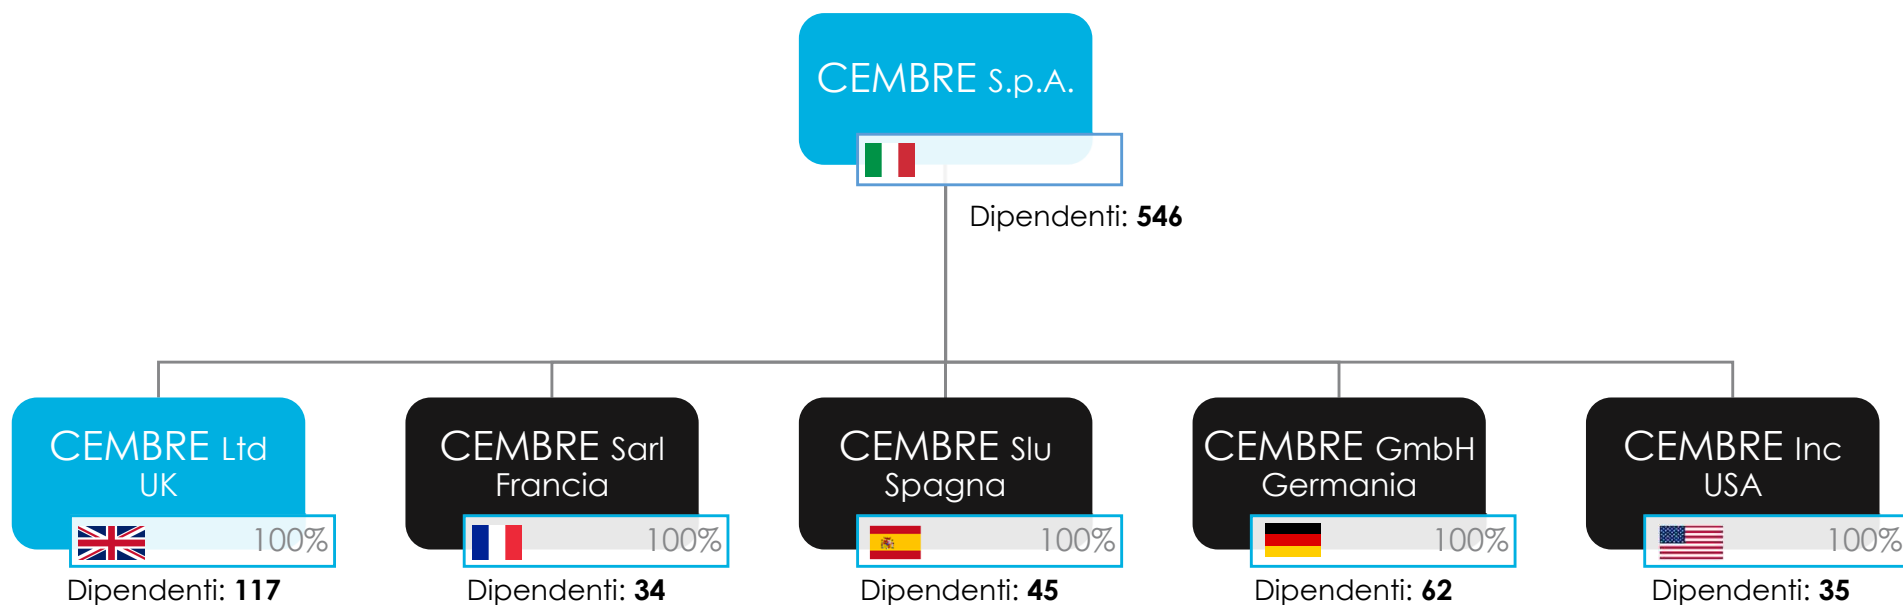 CEMBRE S.p.A.
Dipendenti: 546
CEMBRE Ltd
UK
100%
Dipendenti: 117
CEMBRE Sarl
Francia
100%
Dipendenti: 34
CEMBRE Slu
Spagna
100%
Dipendenti: 45
CEMBRE GmbH
Germania
100%
Dipendenti: 62
CEMBRE Inc
USA
100%
Dipendenti: 35